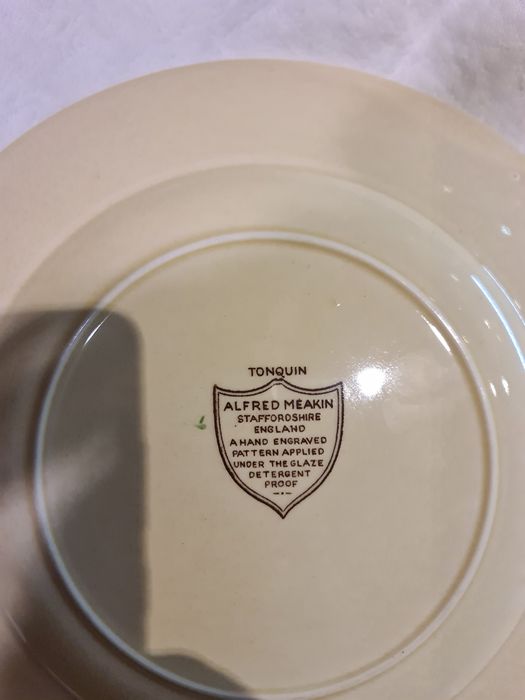 TONQUIN
ALFRED MEAKIN
STAFFORDSHIRE
ENGLAND
A HAND ENGRAVED
PATTERN APPLIED
UNDER THE GLAZE
DETERGENT
PROOF